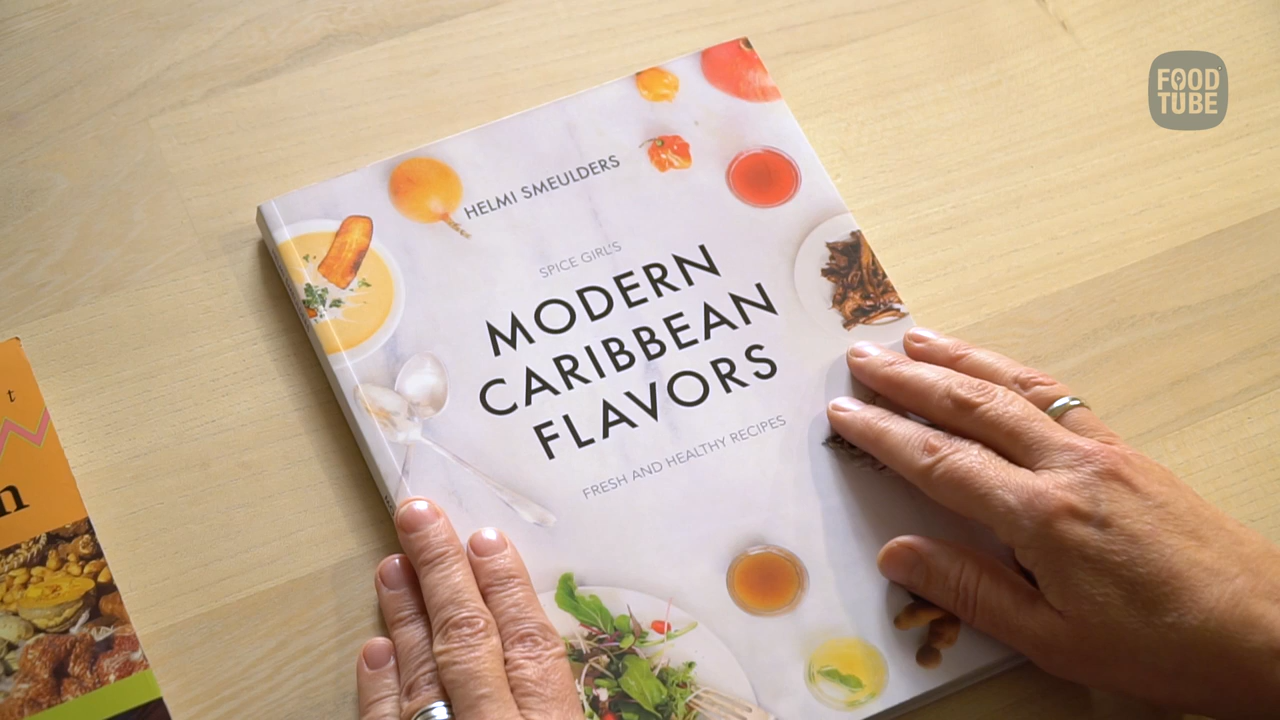 FOOD
TUBE
HELMI SMEULDERS
SPICE GIRL'S
MODERN
CARIBBEAN
FLAVORS
FRESH AND HEALTHY RECIPES
t
n